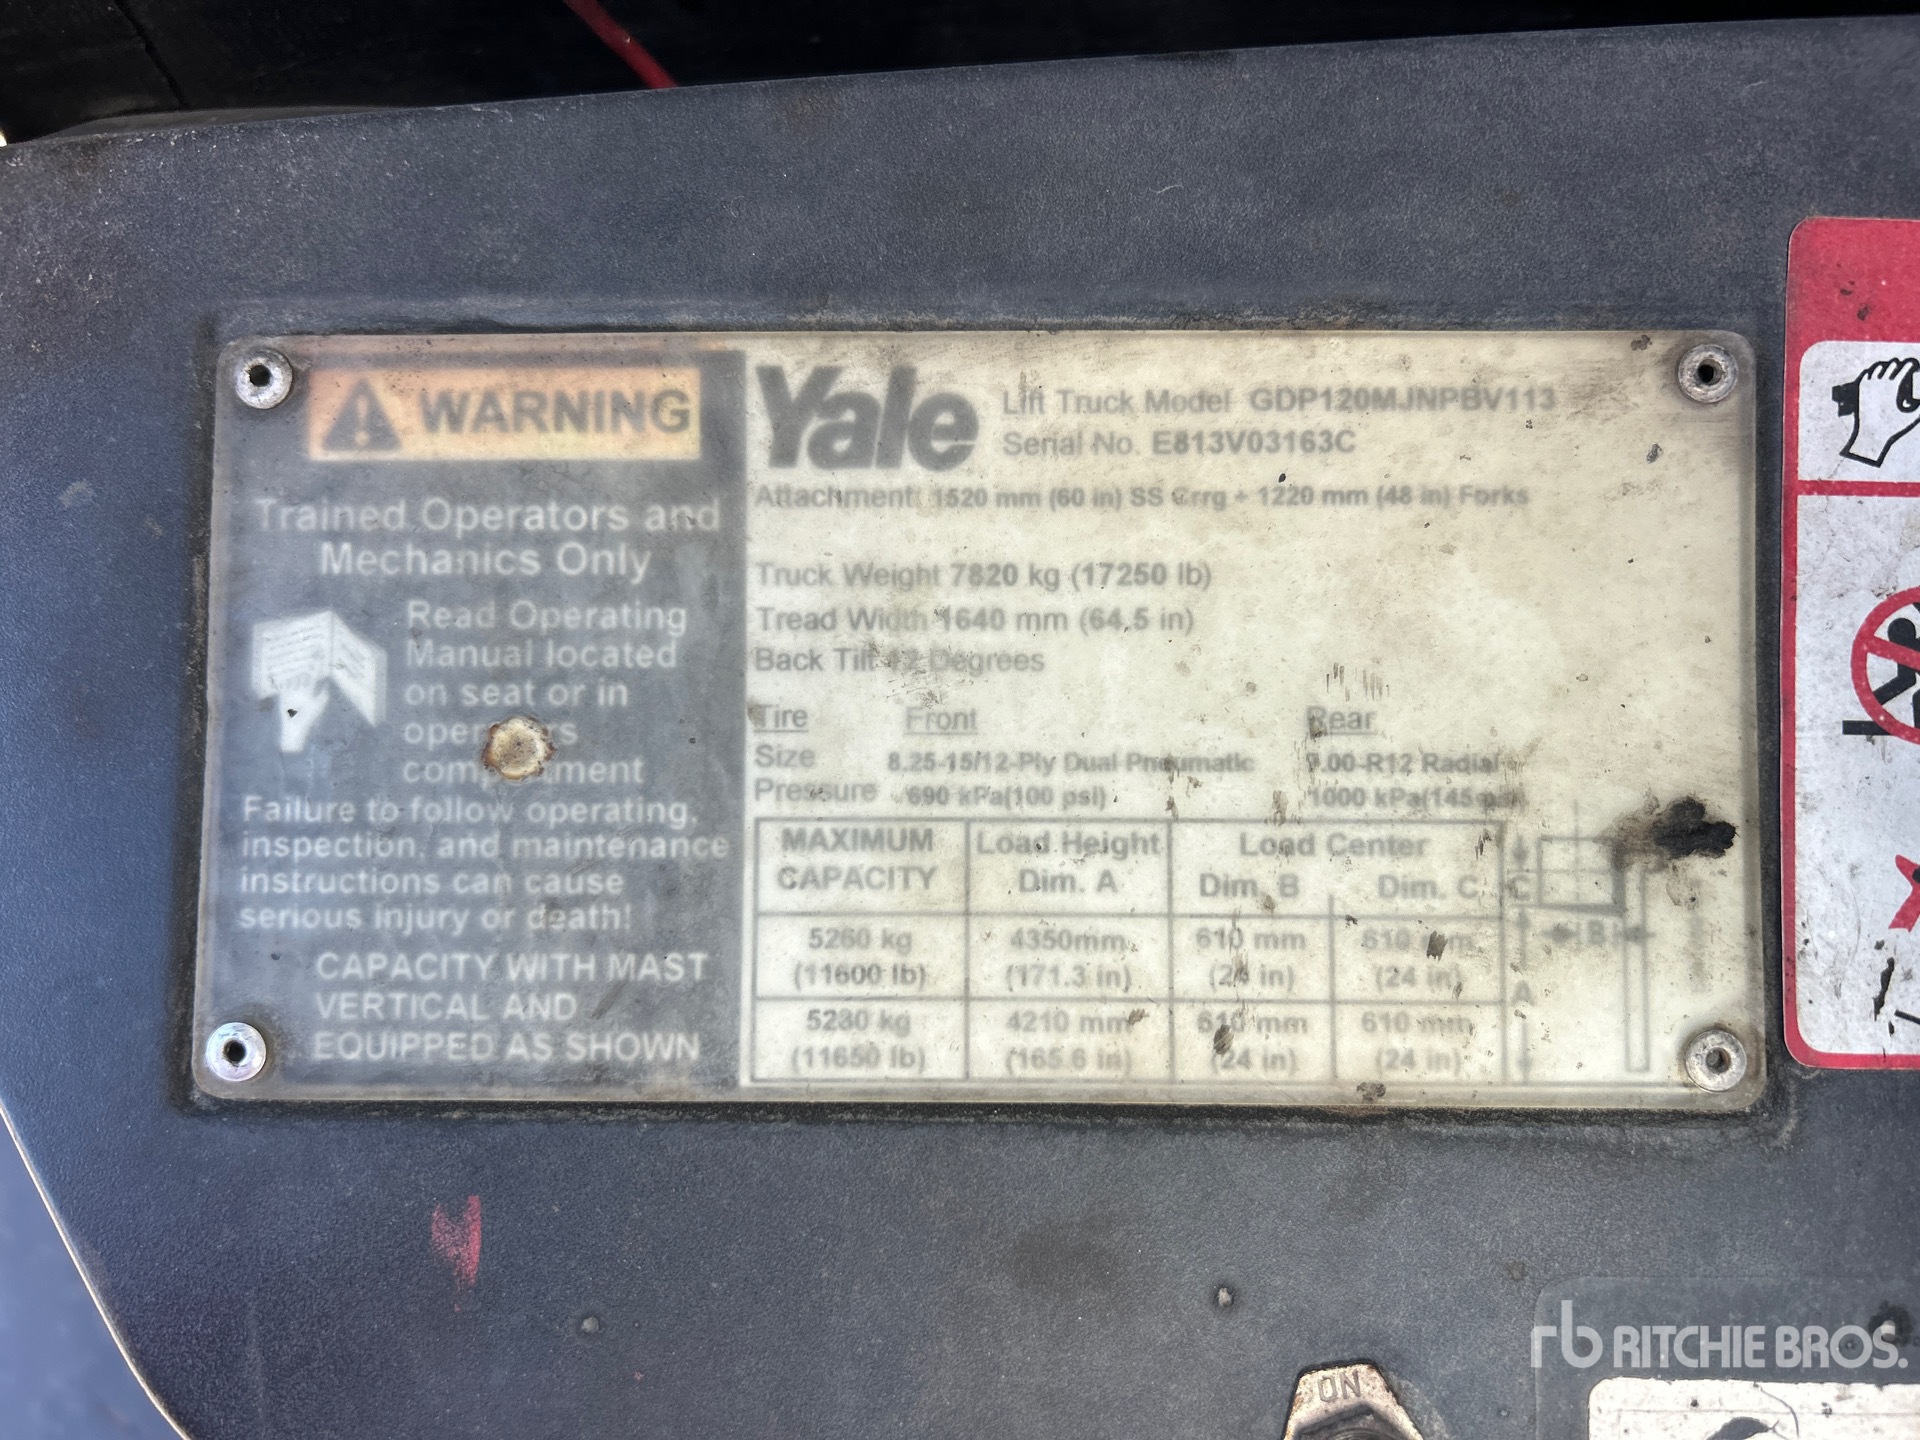 WARNING
Trained Operators and
Mechanics Only
Read Operating
Manual located
on seat or in
operators
compartment
Failure to follow operating,
inspection, and maintenance
instructions can cause
serious injury or death!
CAPACITY WITH MAST
VERTICAL AND
EQUIPPED AS SHOWN
Yale
Lift Truck Model GDP120MJNPBV113
Serial No. E813V03163C
Attachment 1520 mm (60 in) SS Crrg + 1220 mm (48 in) Forks
Truck Weight 7820 kg (17250 lb)
Tread Width 1640 mm (64.5 in)
Back Tilt Degrees
Tire Front Rear
Size 8.25-15/12-Ply Dual Pneumatic 9.00-R12 Radial
Pressure 690 kPa(100 psi) 1000 kPa(145 psi)
MAXIMUM CAPACITY Load Height Dim. A Load Center Dim. B Dim. C
5260 kg 4350mm 610 mm 610 mm
(11600 lb) (171.3 in) (24 in) (24 in)
5280 kg 4210 mm 610 mm 610 mm
(11650 lb) (165.6 in) (24 in) (24 in)
C
B
A
ON
rb RITCHIE BROS.